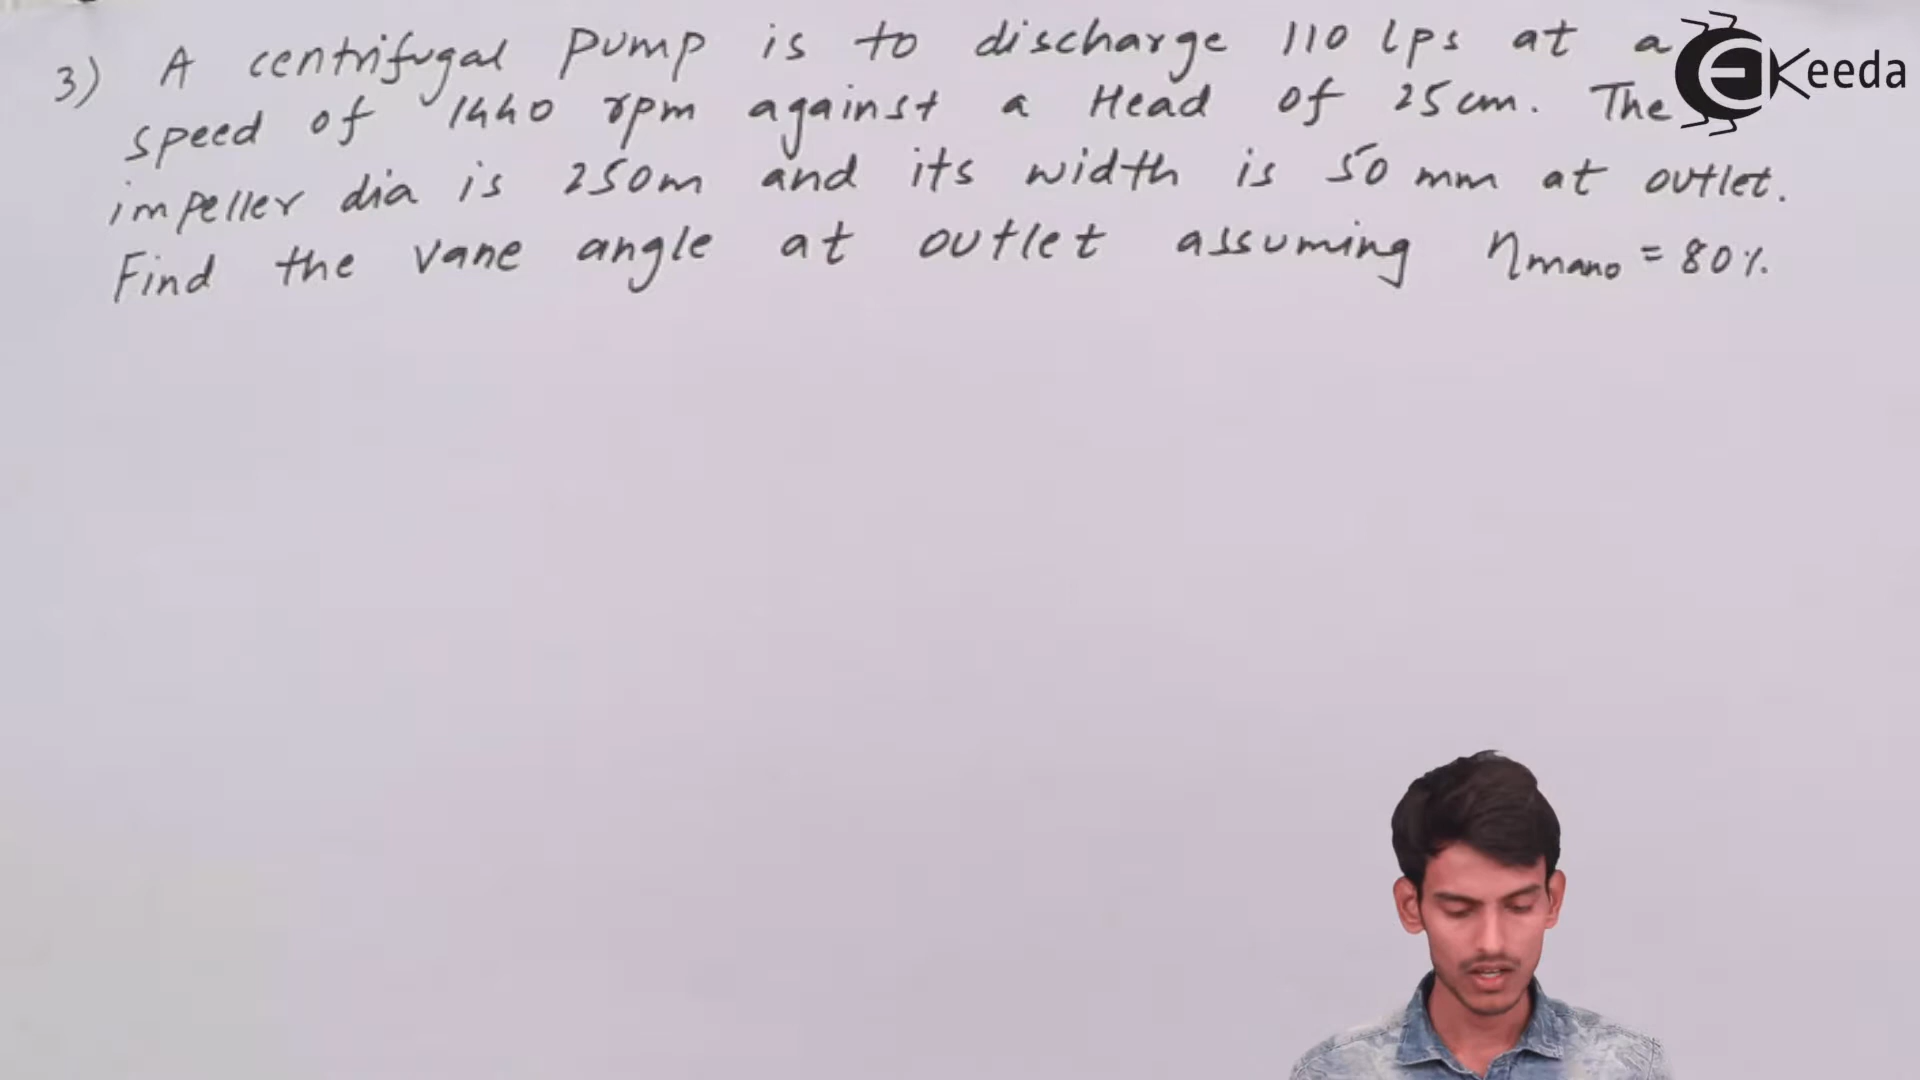 3) A centrifugal pump is to discharge 110 lps at a
speed of 1440 rpm against a Head of 25cm. The
impeller dia is 250m and its width is 50 mm at outlet.
Find the vane angle at outlet assuming ηmano = 80%.
EKeeda